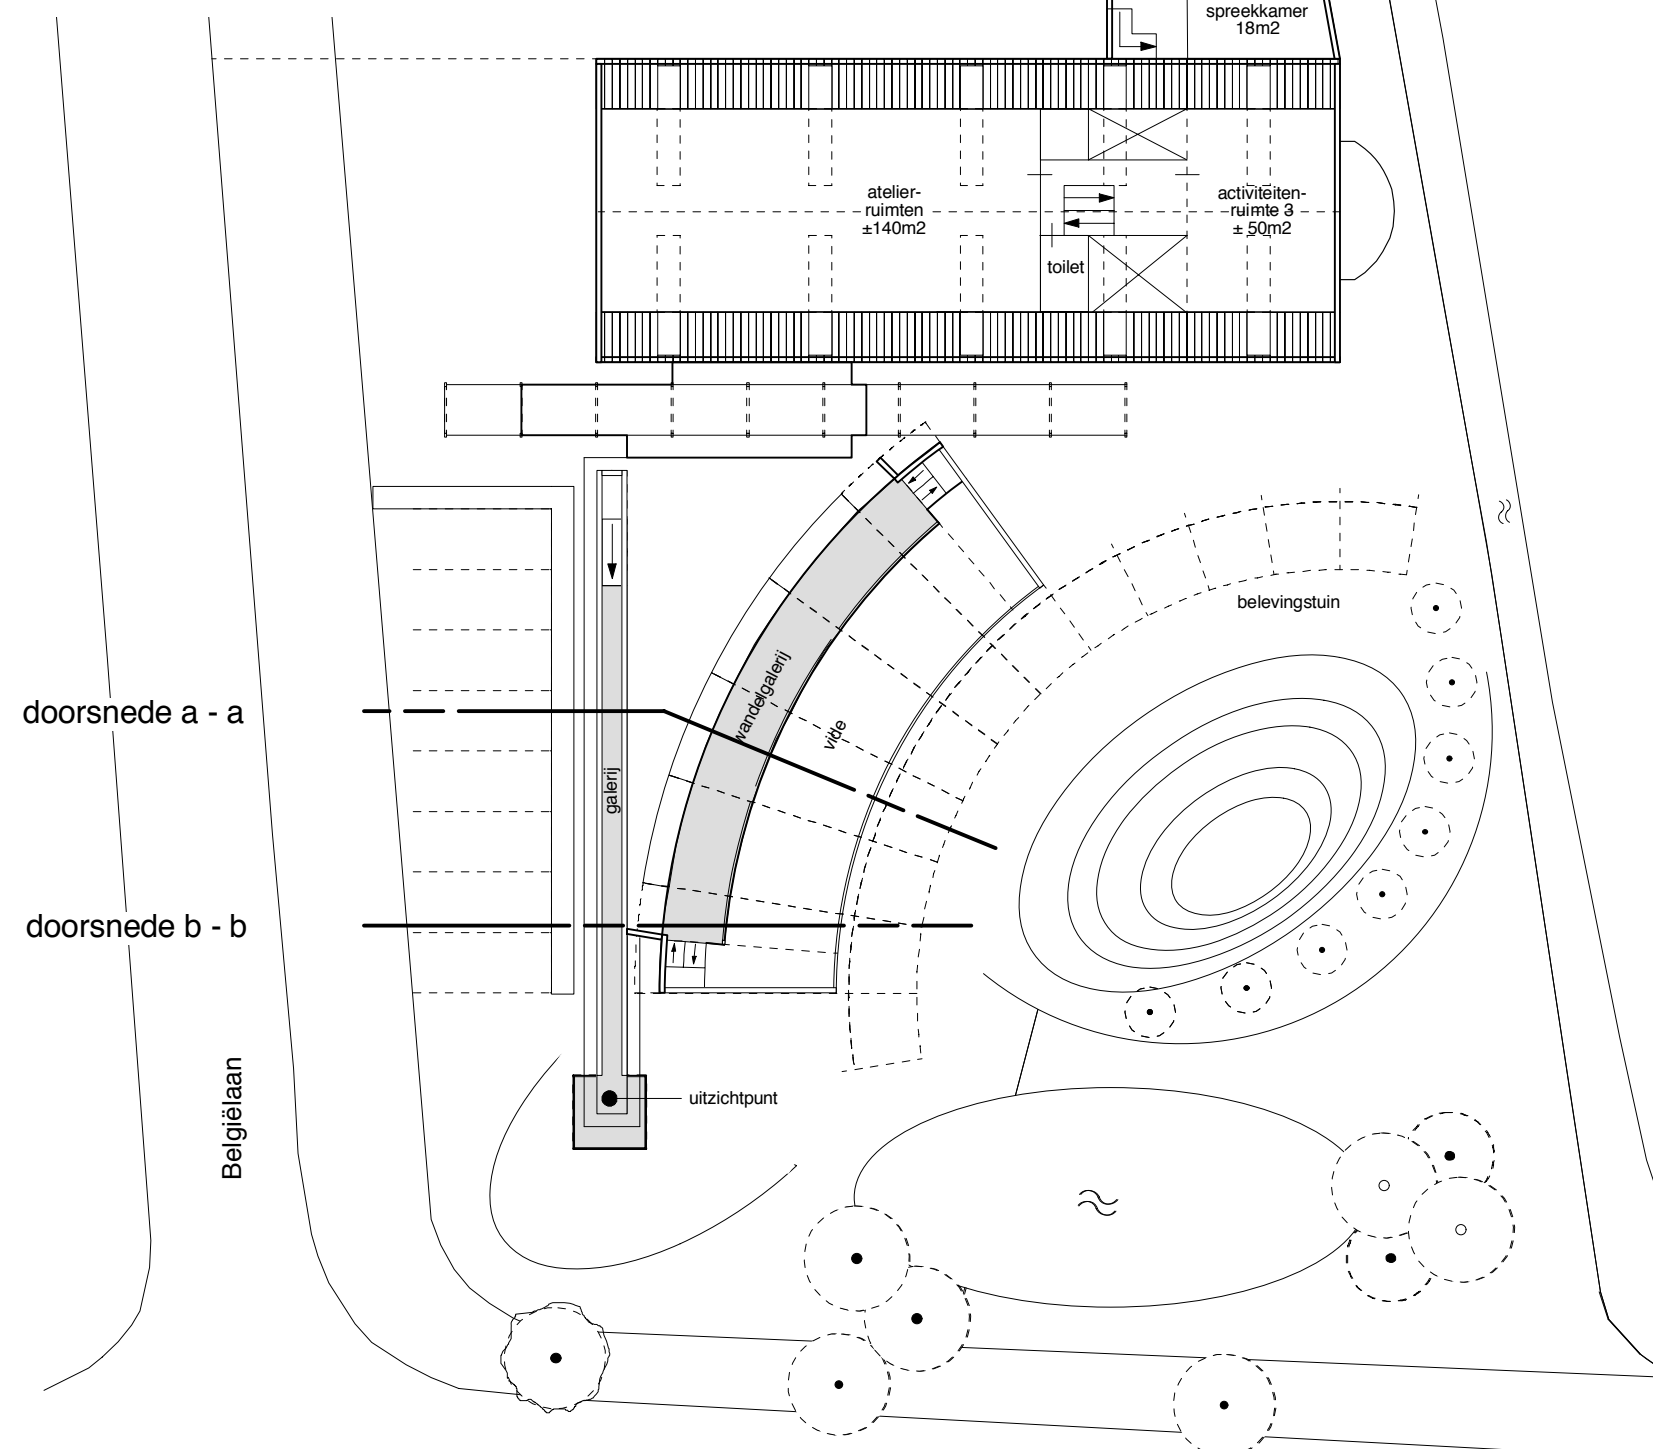 spreekkamer
18m2
atelier-
ruimten
±140m2
activiteiten-
ruimte 3
± 50m2
toilet
belevingstuin
wandelgalerij
vide
doorsnede a - a
galerij
doorsnede b - b
Belgiëlaan
uitzichtpunt